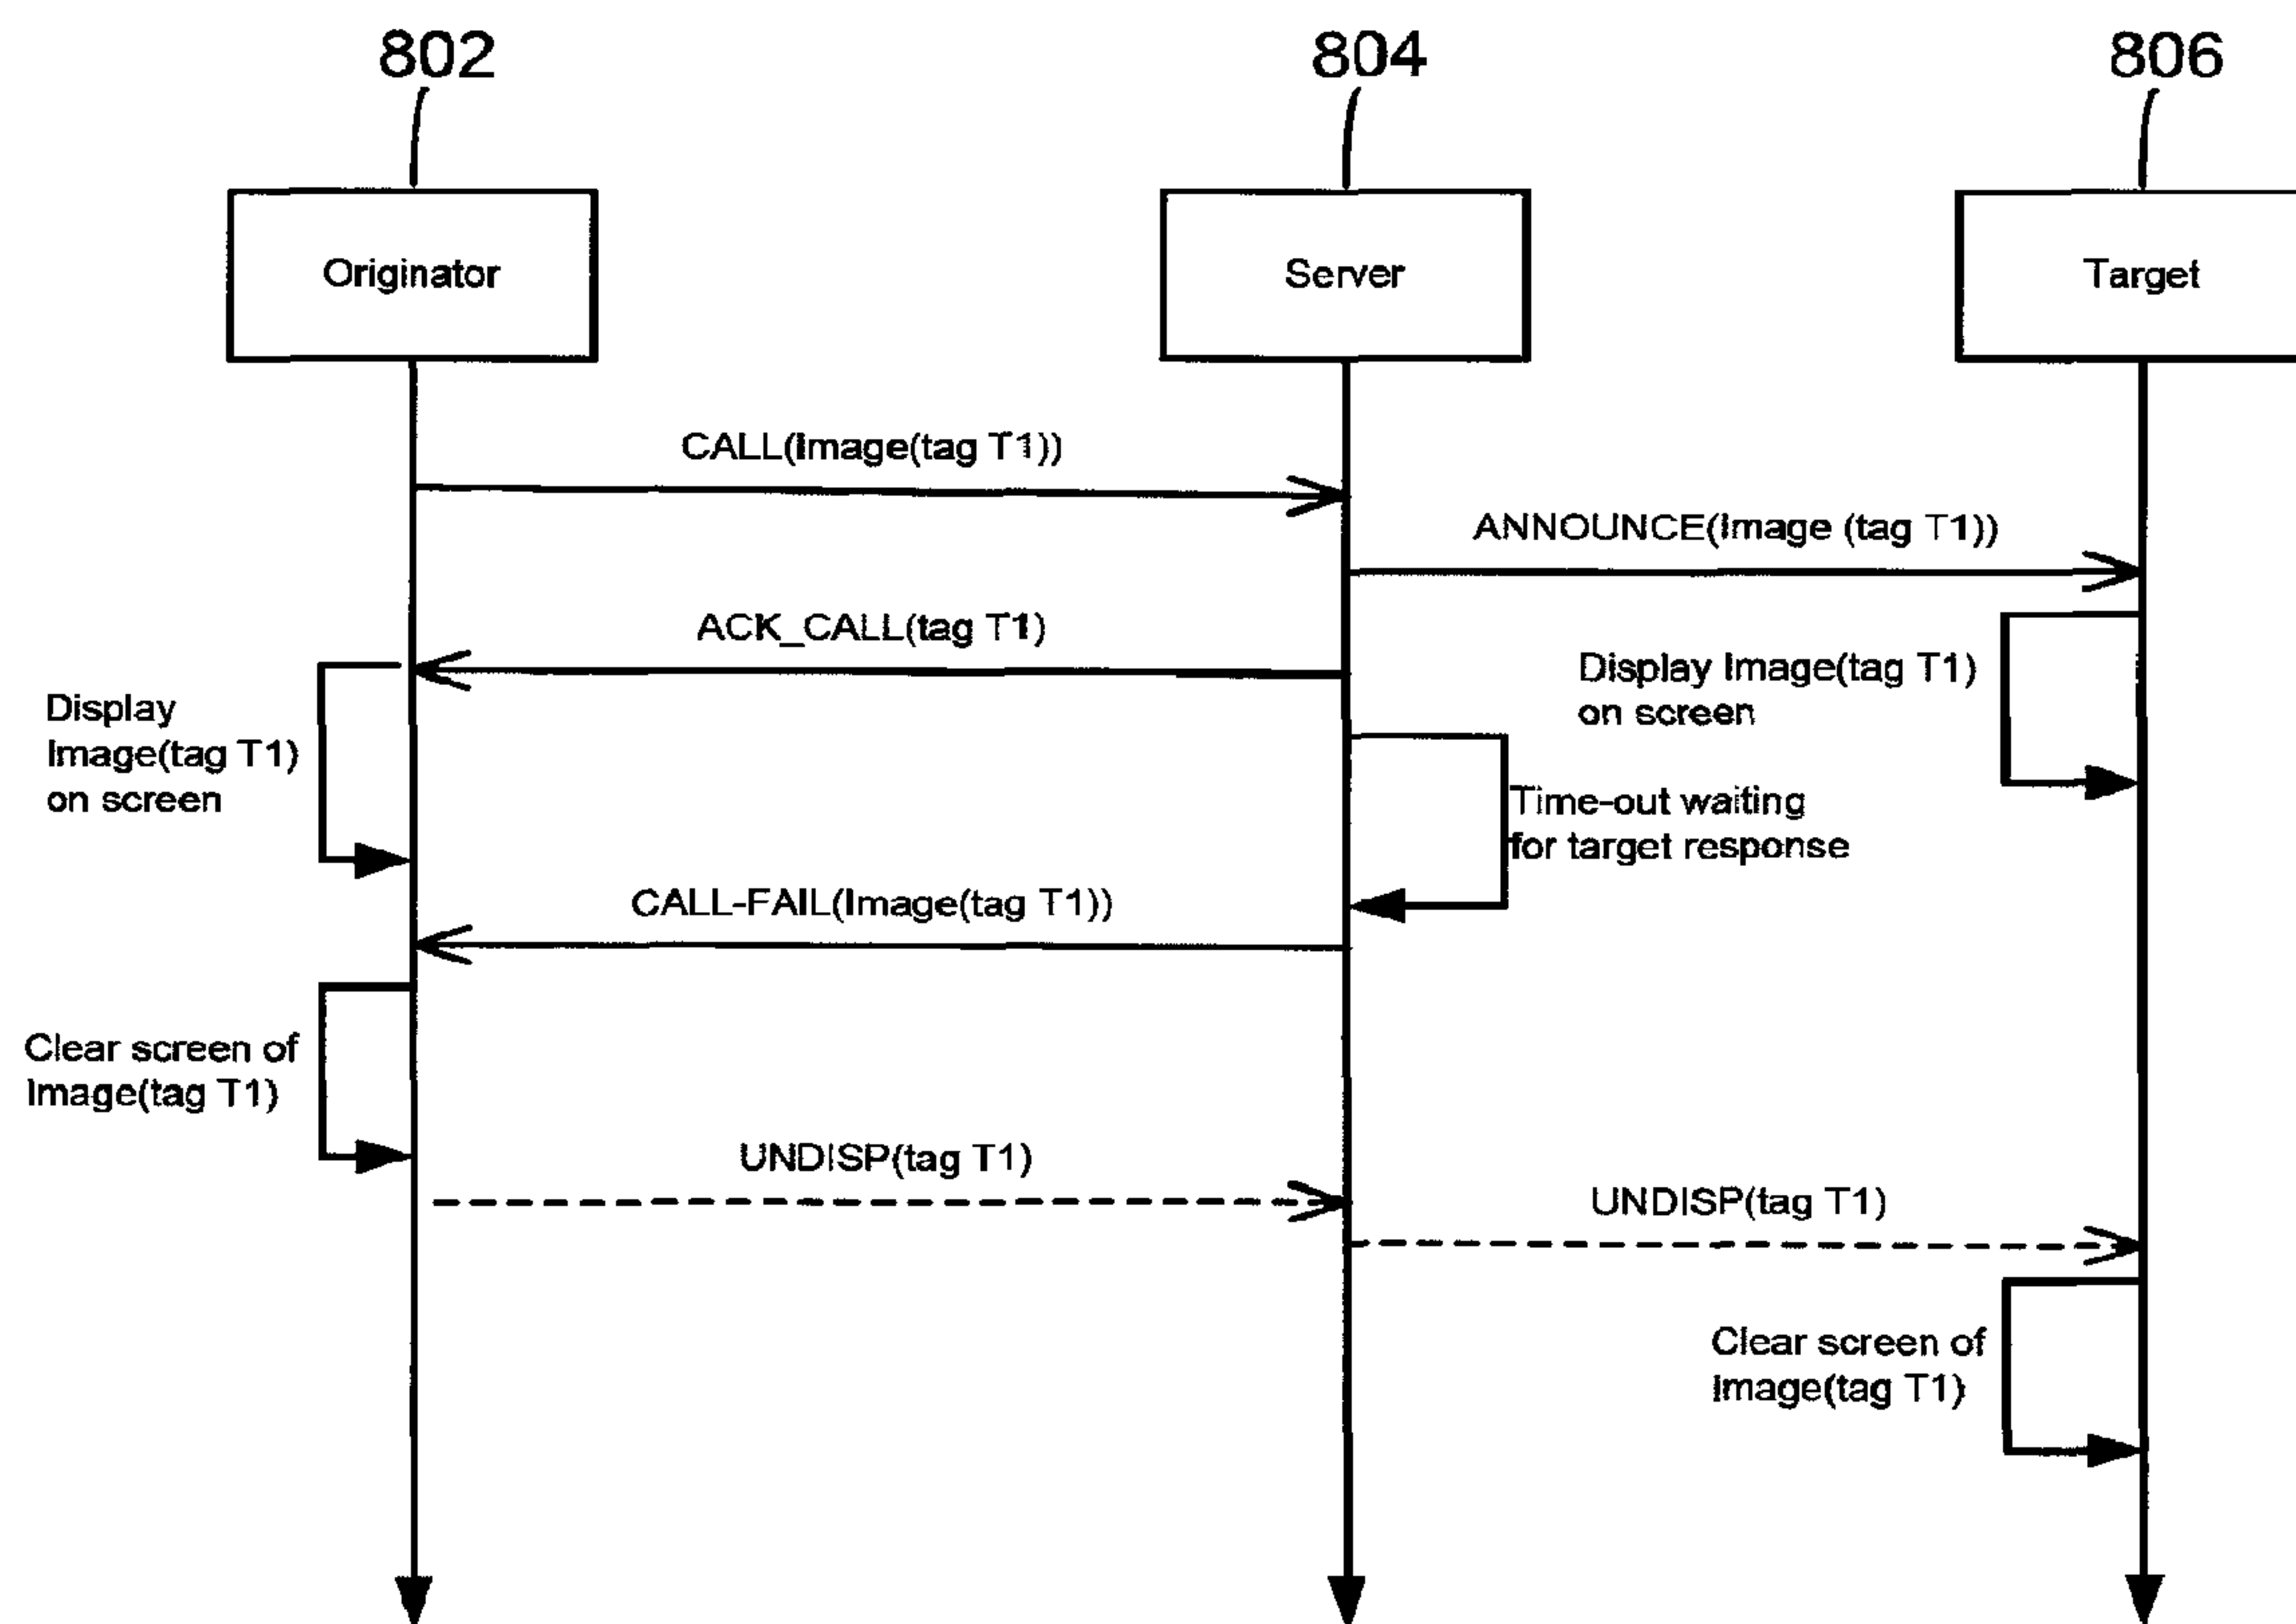 802
804
806
Originator
Server
Target
CALL(Image(tag T1))
ANNOUNCE(Image (tag T1))
ACK_CALL(tag T1)
Display Image(tag T1)
on screen
Display
Image(tag T1)
on screen
Time-out waiting
for target response
CALL-FAIL(Image(tag T1))
Clear screen of
Image(tag T1)
UNDISP(tag T1)
UNDISP(tag T1)
Clear screen of
Image(tag T1)